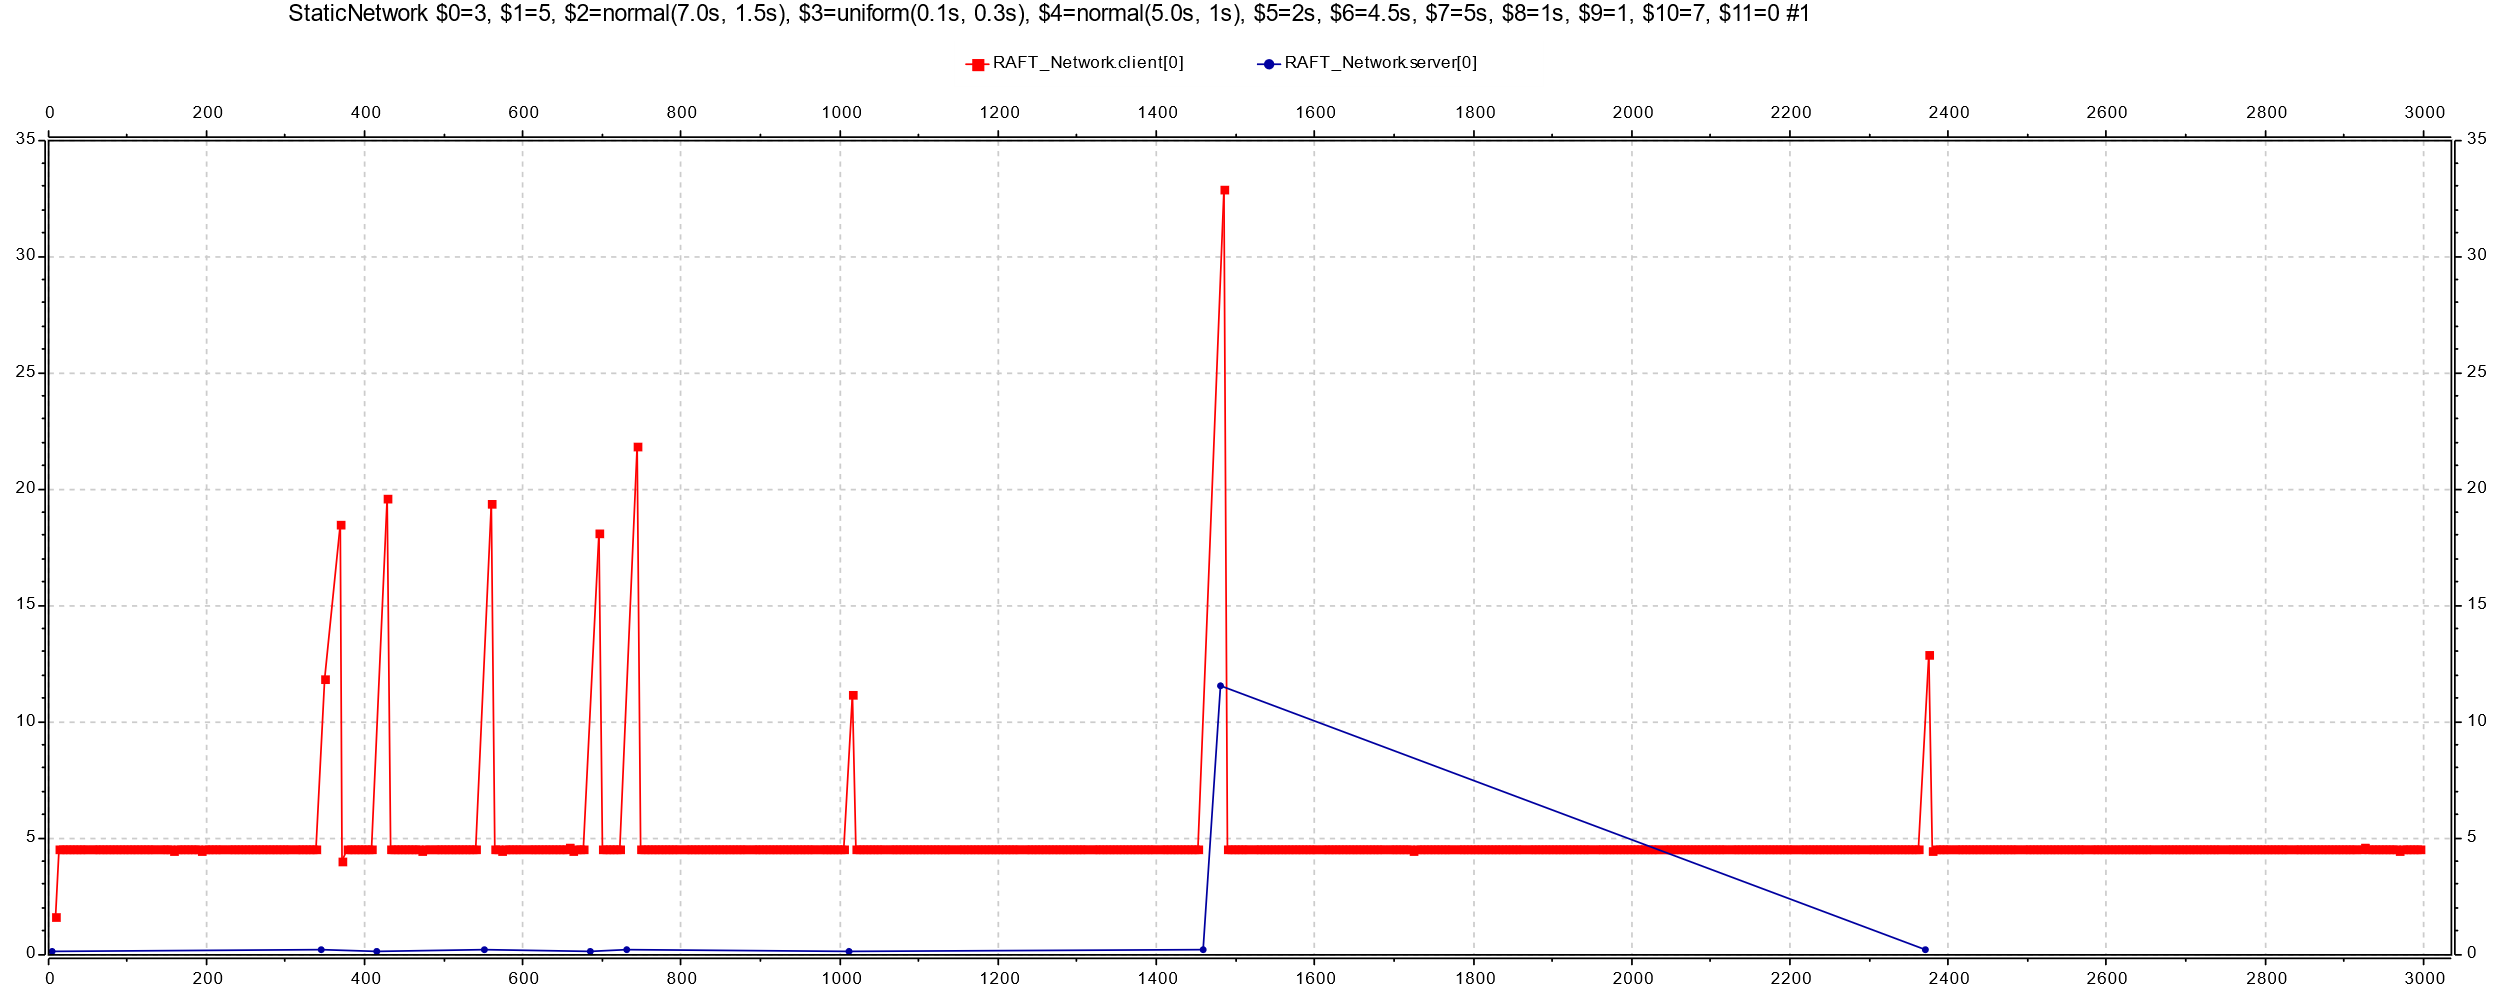 StaticNetwork $0=3, $1=5, $2=normal(7.0s, 1.5s), $3=uniform(0.1s, 0.3s), $4=normal(5.0s, 1s), $5=2s, $6=4.5s, $7=5s, $8=1s, $9=1, $10=7, $11=0 #1
RAFT_Network.client[0] RAFT_Network.server[0]
0 200 400 600 800 1000 1200 1400 1600 1800 2000 2200 2400 2600 2800 3000
35 35
30 30
25 25
20 20
15 15
10 10
5 5
0 0
0 200 400 600 800 1000 1200 1400 1600 1800 2000 2200 2400 2600 2800 3000